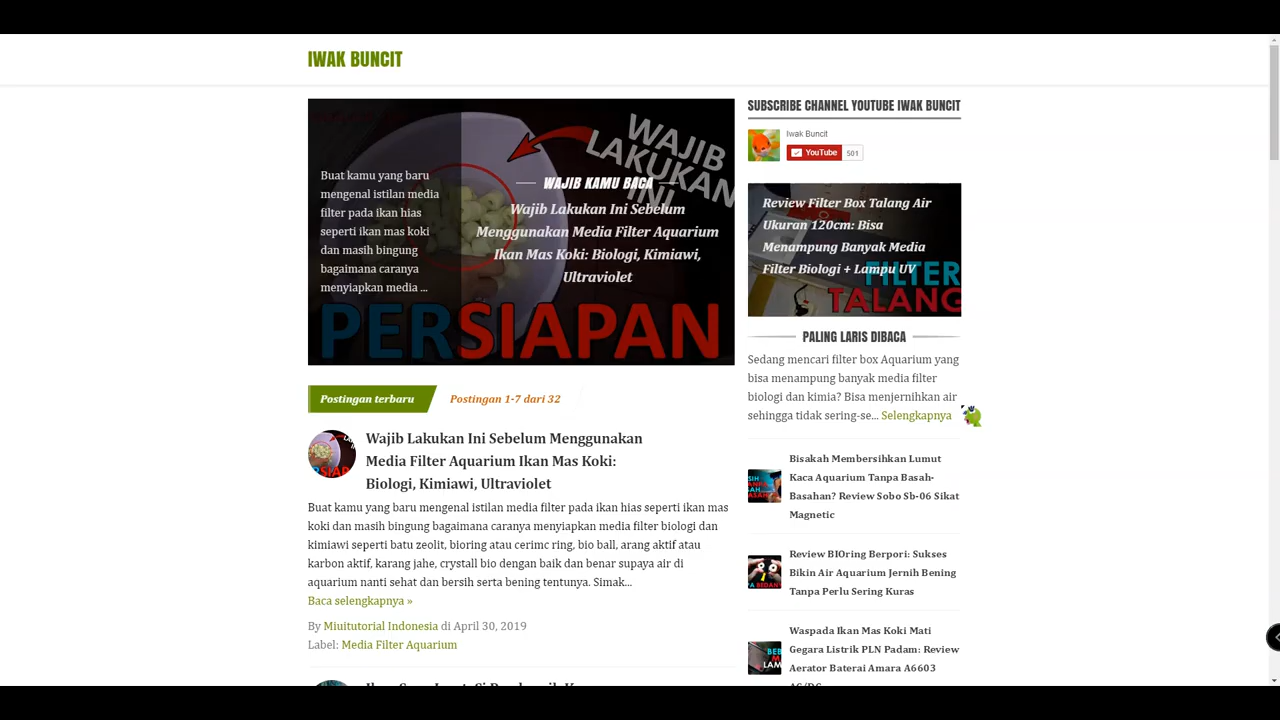 IWAK BUNCIT
Buat kamu yang baru
mengenal istilan media
filter pada ikan hias
seperti ikan mas koki
dan masih bingung
bagaimana caranya
menyiapkan media ...
WAJIB
LAKUKAN
INI
WAJIB KAMU BACA
Wajib Lakukan Ini Sebelum
Menggunakan Media Filter Aquarium
Ikan Mas Koki: Biologi, Kimiawi,
Ultraviolet
PERSIAPAN
Postingan terbaru
Postingan 1-7 dari 32
Wajib Lakukan Ini Sebelum Menggunakan
Media Filter Aquarium Ikan Mas Koki:
Biologi, Kimiawi, Ultraviolet
Buat kamu yang baru mengenal istilan media filter pada ikan hias seperti ikan mas
koki dan masih bingung bagaimana caranya menyiapkan media filter biologi dan
kimiawi seperti batu zeolit, bioring atau cerimc ring, bio ball, arang aktif atau
karbon aktif, karang jahe, crystall bio dengan baik dan benar supaya air di
aquarium nanti sehat dan bersih serta bening tentunya. Simak...
Baca selengkapnya »
By Miuitutorial Indonesia di April 30, 2019
Label: Media Filter Aquarium
SUBSCRIBE CHANNEL YOUTUBE IWAK BUNCIT
Iwak Buncit
YouTube 501
Review Filter Box Talang Air
Ukuran 120cm: Bisa
Menampung Banyak Media
Filter Biologi + Lampu UV
FILTER
TALANG
PALING LARIS DIBACA
Sedang mencari filter box Aquarium yang
bisa menampung banyak media filter
biologi dan kimia? Bisa menjernihkan air
sehingga tidak sering-se... Selengkapnya
Bisakah Membersihkan Lumut
Kaca Aquarium Tanpa Basah-
Basahan? Review Sobo Sb-06 Sikat
Magnetic
Review BIOring Berpori: Sukses
Bikin Air Aquarium Jernih Bening
Tanpa Perlu Sering Kuras
Waspada Ikan Mas Koki Mati
Gegara Listrik PLN Padam: Review
Aerator Baterai Amara A6603